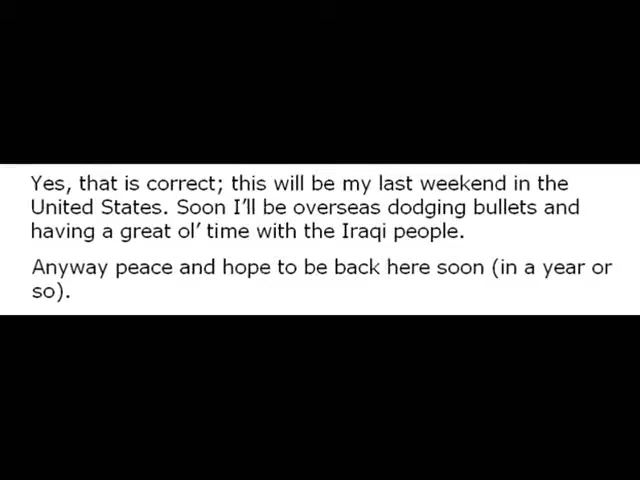 Yes, that is correct; this will be my last weekend in the
United States. Soon I’ll be overseas dodging bullets and
having a great ol’ time with the Iraqi people.
Anyway peace and hope to be back here soon (in a year or
so).